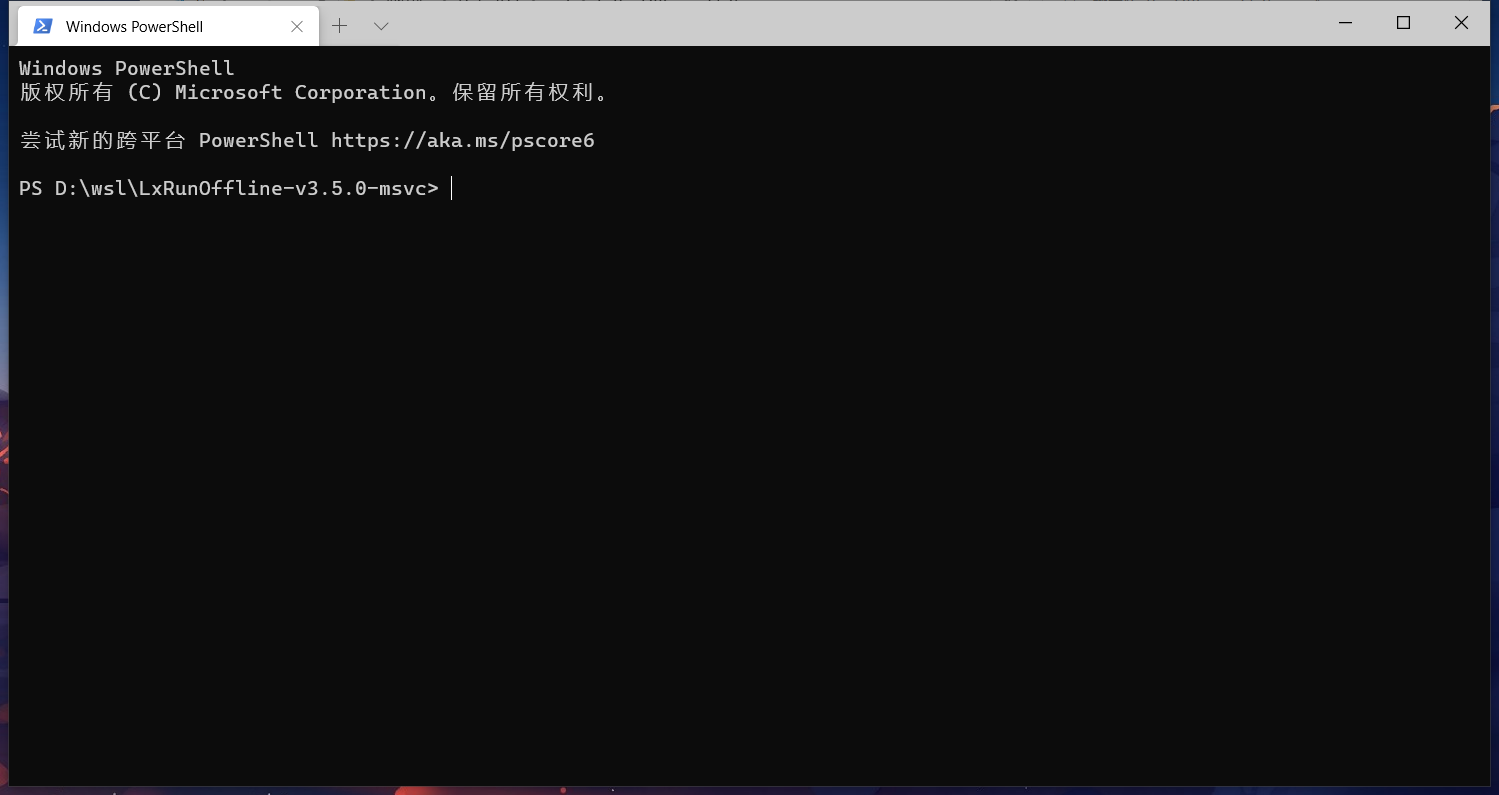 Windows PowerShell
Windows PowerShell
版权所有 (C) Microsoft Corporation。保留所有权利。
尝试新的跨平台 PowerShell https://aka.ms/pscore6
PS D:\wsl\LxRunOffline-v3.5.0-msvc>